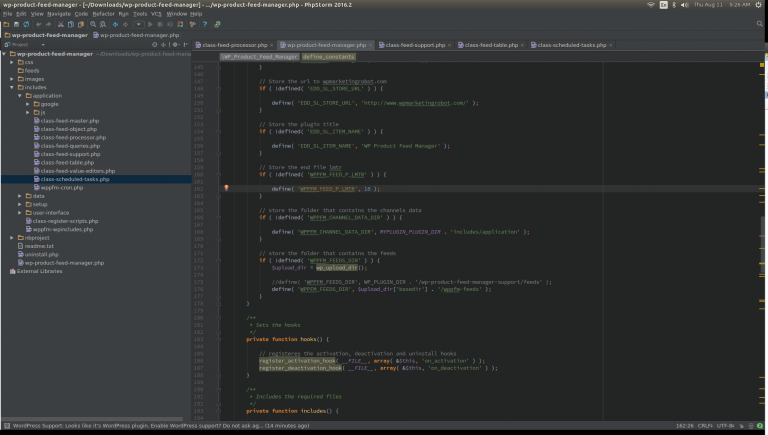 wp-product-feed-manager - [~/Downloads/wp-product-feed-manager] - .../wp-product-feed-manager.php - PhpStorm 2016.2
En
Thu Aug 11 9:26 AM
File Edit View Navigate Code Refactor Run Tools VCS Window Help
wp-product-feed-manager wp-product-feed-manager.php
Project
class-feed-processor.php wp-product-feed-manager.php class-feed-support.php class-feed-table.php class-scheduled-tasks.php
wp-product-feed-manager ~/Downloads/wp-product-feed-mana
WP_Product_Feed_Manager define_constants
css
feeds
images
includes
application
google
js
class-feed-master.php
class-feed-object.php
class-feed-processor.php
class-feed-queries.php
class-feed-support.php
class-feed-table.php
class-feed-value-editors.php
class-scheduled-tasks.php
wppfm-cron.php
data
setup
user-interface
class-register-scripts.php
wppfm-wpincludes.php
nbproject
readme.txt
uninstall.php
wp-product-feed-manager.php
External Libraries
}
// Store the url to wpmarketingrobot.com
if ( !defined( 'EDD_SL_STORE_URL' ) ) {
define( 'EDD_SL_STORE_URL', 'http://www.wpmarketingrobot.com/' );
}
// Store the plugin title
if ( !defined( 'EDD_SL_ITEM_NAME' ) ) {
define( 'EDD_SL_ITEM_NAME', 'WP Product Feed Manager' );
}
// Store the end file lmtr
if ( !defined( 'WPPFM_FEED_P_LMTR' ) ) {
define( 'WPPFM_FEED_P_LMTR', 10 );
}
// store the folder that contains the channels data
if ( !defined( 'WPPFM_CHANNEL_DATA_DIR' ) ) {
define( 'WPPFM_CHANNEL_DATA_DIR', MYPLUGIN_PLUGIN_DIR . 'includes/application' );
}
// store the folder that contains the feeds
if ( !defined( 'WPPFM_FEEDS_DIR' ) ) {
$upload_dir = wp_upload_dir();
//define( 'WPPFM_FEEDS_DIR', WP_PLUGIN_DIR . '/wp-product-feed-manager-support/feeds' );
define( 'WPPFM_FEEDS_DIR', $upload_dir['basedir'] . '/wppfm-feeds' );
}
}
/**
* Sets the hooks
*/
private function hooks() {
// registeres the activation, deactivation and uninstall hooks
register_activation_hook( __FILE__, array( &$this, 'on_activation' ) );
register_deactivation_hook( __FILE__, array( &$this, 'on_deactivation' ) );
}
/**
* Includes the required files
*/
private function includes() {
WordPress Support: Looks like it's WordPress plugin. Enable WordPress support? Do not ask ag... (14 minutes ago)
162:26 CRLF÷ UTF-8÷